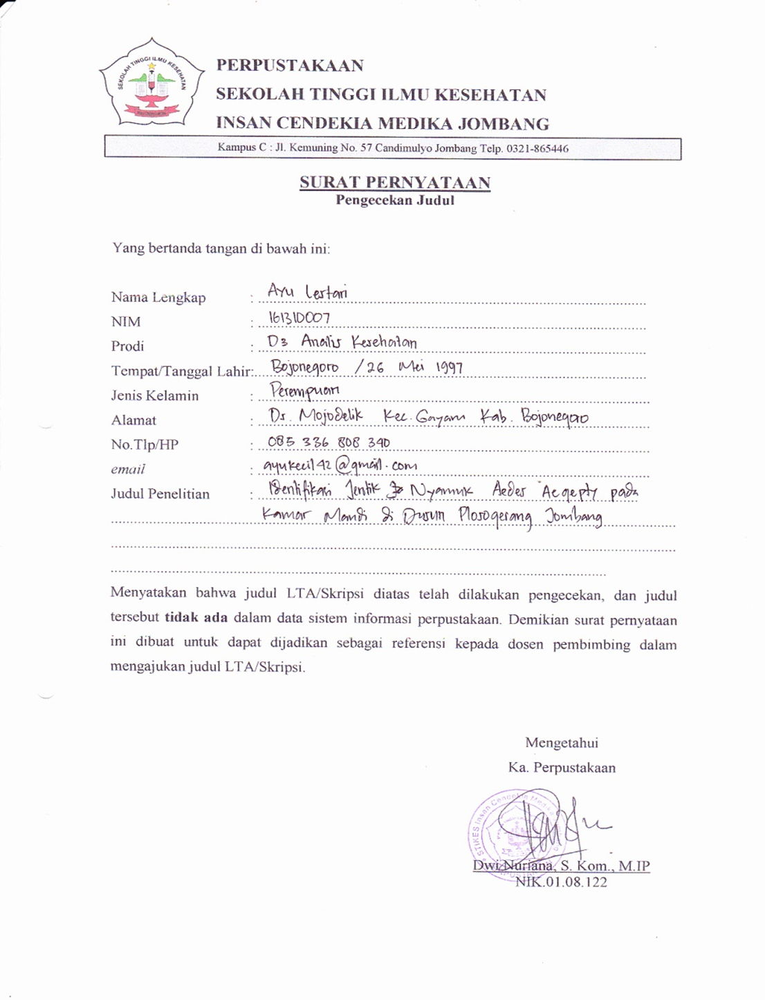 SEKOLAH TINGGI ILMU KESEHATAN
PERPUSTAKAAN
SEKOLAH TINGGI ILMU KESEHATAN
INSAN CENDEKIA MEDIKA JOMBANG
Kampus C : Jl. Kemuning No. 57 Candimulyo Jombang Telp. 0321-865446
SURAT PERNYATAAN
Pengecekan Judul
Yang bertanda tangan di bawah ini:
Nama Lengkap : Ayu Lestari
NIM : 161310007
Prodi : D3 Analis Kesehatan
Tempat/Tanggal Lahir: Bojonegoro / 26 Mei 1997
Jenis Kelamin : Perempuan
Alamat : Ds. Mojodelik Kec. Gayam Kab. Bojonegoro
No.Tlp/HP : 085 336 808 340
email : ayukecil42@gmail.com
Judul Penelitian : Identifikasi Jentik Nyamuk Aedes Aegepty pada
Kamar Mandi di Dusun Plosogerang Jombang
Menyatakan bahwa judul LTA/Skripsi diatas telah dilakukan pengecekan, dan judul
tersebut tidak ada dalam data sistem informasi perpustakaan. Demikian surat pernyataan
ini dibuat untuk dapat dijadikan sebagai referensi kepada dosen pembimbing dalam
mengajukan judul LTA/Skripsi.
Mengetahui
Ka. Perpustakaan
STIKES Insan Cendekia Medika
Dwi Nuriana, S. Kom., M.IP
NIK.01.08.122